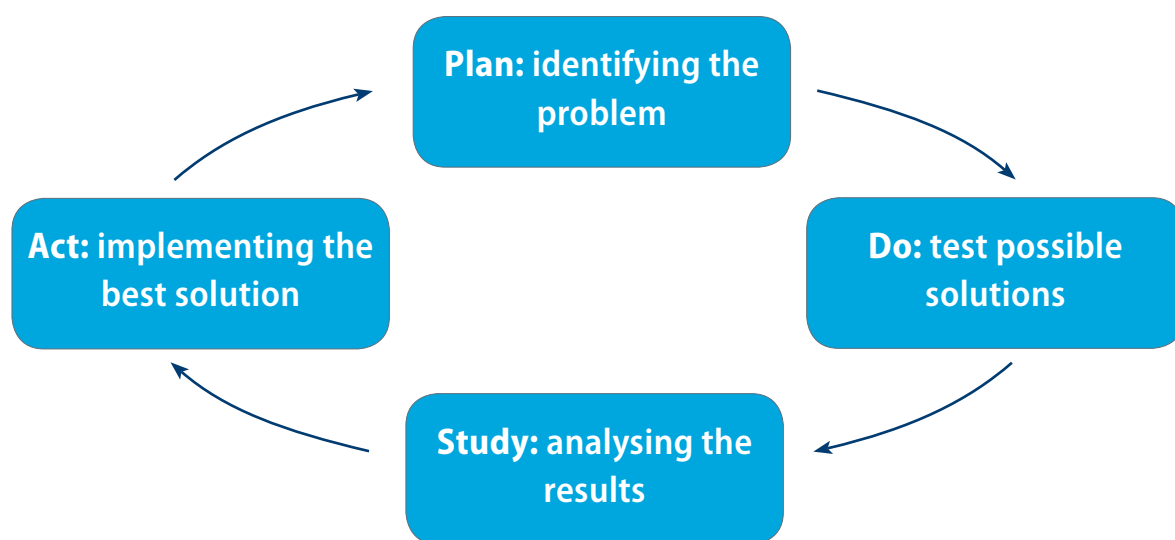 Plan: identifying the
problem
Do: test possible
solutions
Study: analysing the
results
Act: implementing the
best solution